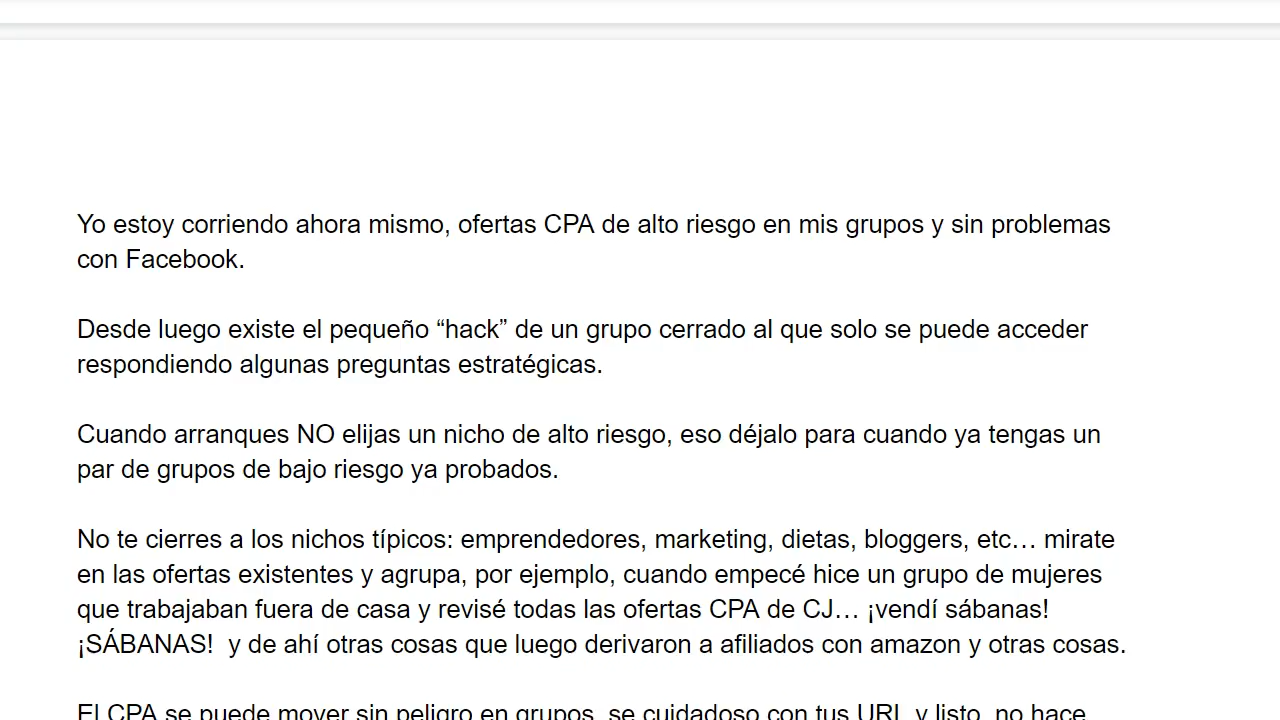 Yo estoy corriendo ahora mismo, ofertas CPA de alto riesgo en mis grupos y sin problemas
con Facebook.
Desde luego existe el pequeño “hack” de un grupo cerrado al que solo se puede acceder
respondiendo algunas preguntas estratégicas.
Cuando arranques NO elijas un nicho de alto riesgo, eso déjalo para cuando ya tengas un
par de grupos de bajo riesgo ya probados.
No te cierres a los nichos típicos: emprendedores, marketing, dietas, bloggers, etc… mirate
en las ofertas existentes y agrupa, por ejemplo, cuando empecé hice un grupo de mujeres
que trabajaban fuera de casa y revisé todas las ofertas CPA de CJ… ¡vendí sábanas!
¡SÁBANAS!  y de ahí otras cosas que luego derivaron a afiliados con amazon y otras cosas.
El CPA se puede mover sin peligro en grupos, se cuidadoso con tus URL y listo, no hace